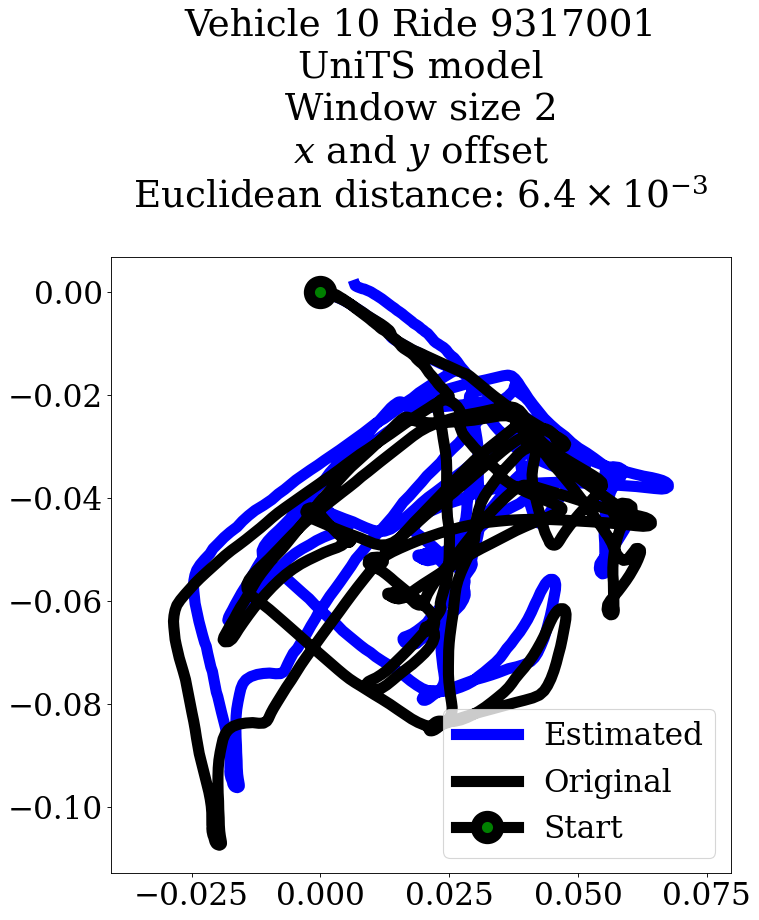 Vehicle 10 Ride 9317001
UniTS model
Window size 2
x and y offset
Euclidean distance: 6.4 × 10⁻³
0.00
−0.02
−0.04
−0.06
−0.08
−0.10
Estimated
Original
Start
−0.025 0.000 0.025 0.050 0.075